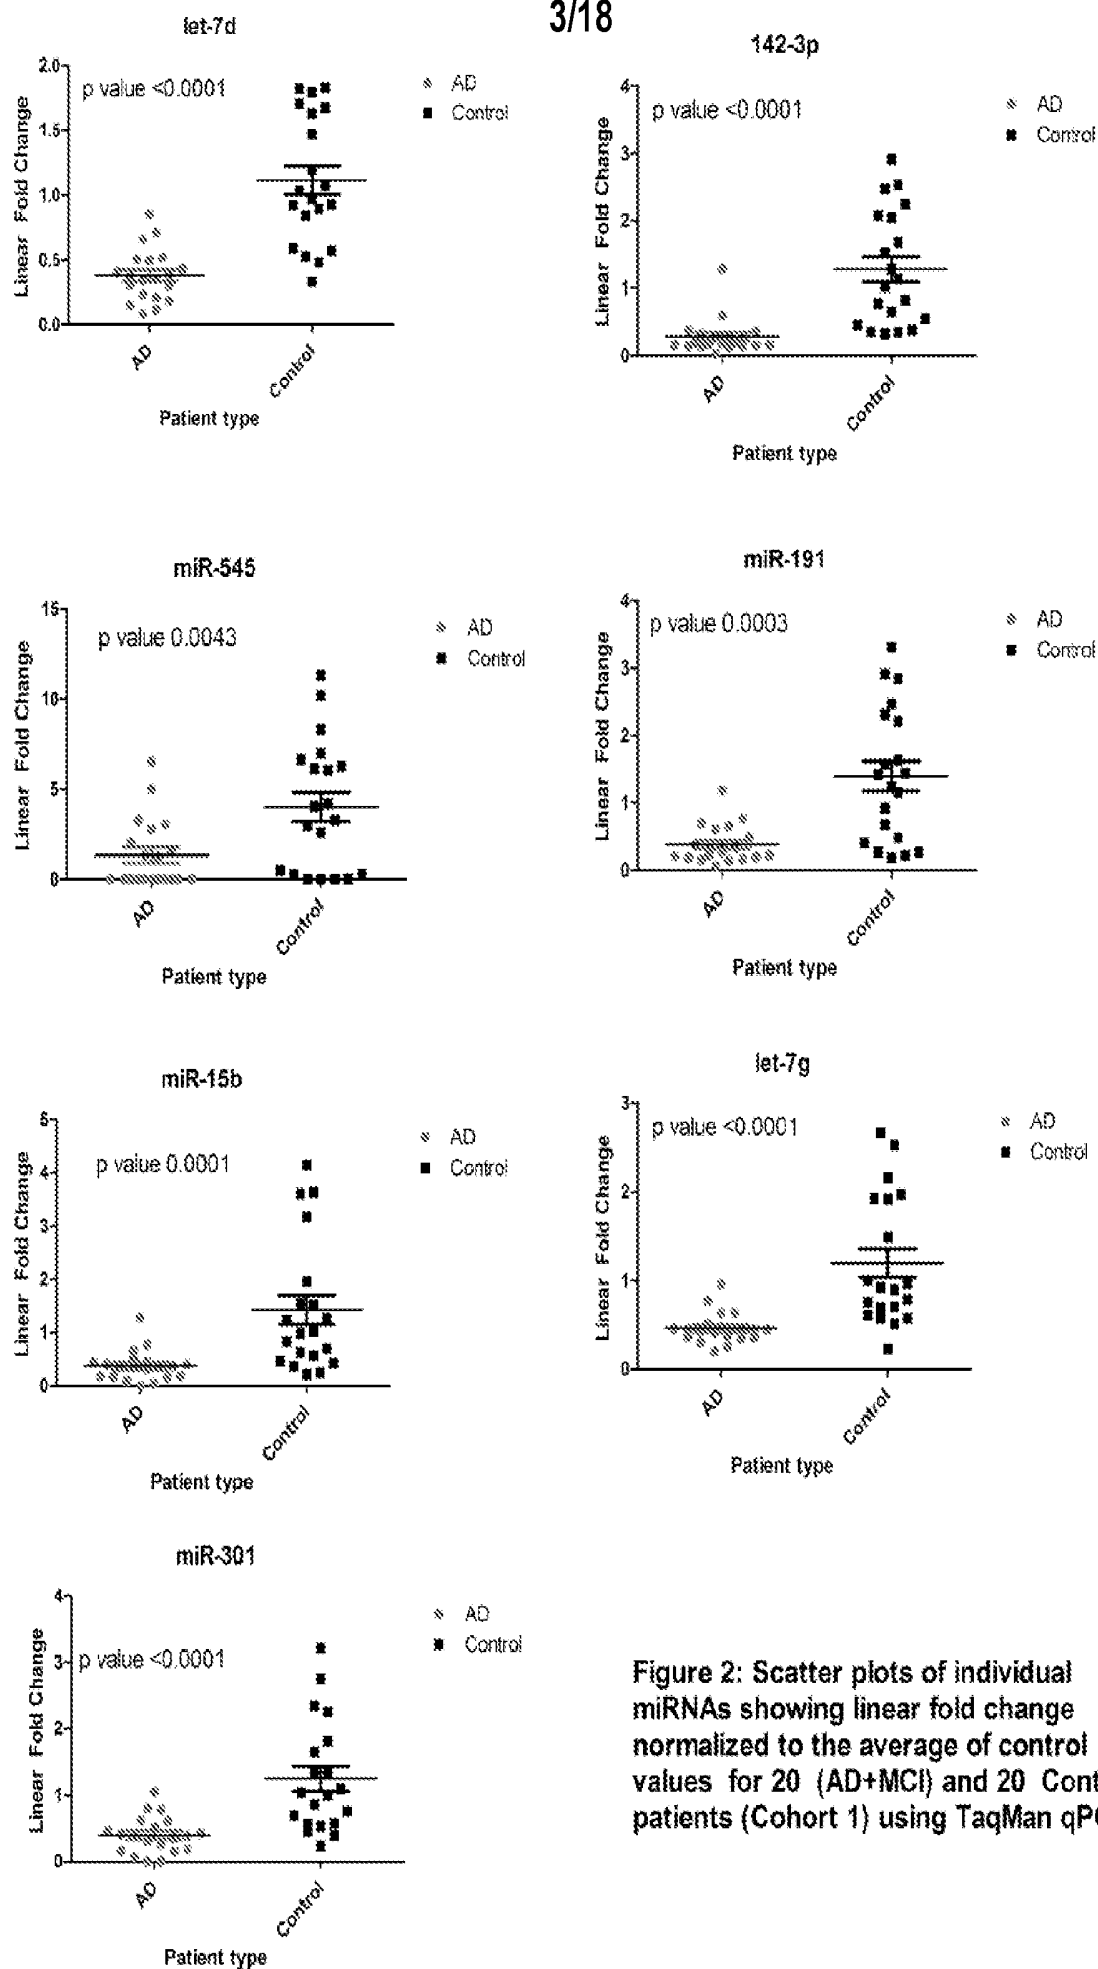 3/18
let-7d
2.0
1.5
1.0
0.5
0.0
Linear Fold Change
p value <0.0001
AD
Control
AD
Control
Patient type
142-3p
4
3
2
1
0
Linear Fold Change
p value <0.0001
AD
Control
AD
Control
Patient type
miR-545
15
10
5
0
Linear Fold Change
p value 0.0043
AD
Control
AD
Control
Patient type
miR-191
4
3
2
1
0
Linear Fold Change
p value 0.0003
AD
Control
AD
Control
Patient type
miR-15b
5
4
3
2
1
0
Linear Fold Change
p value 0.0001
AD
Control
AD
Control
Patient type
let-7g
3
2
1
0
Linear Fold Change
p value <0.0001
AD
Control
AD
Control
Patient type
miR-301
4
3
2
1
0
Linear Fold Change
p value <0.0001
AD
Control
AD
Control
Patient type
Figure 2: Scatter plots of individual
miRNAs showing linear fold change
normalized to the average of control
values for 20 (AD+MCI) and 20 Cont
patients (Cohort 1) using TaqMan qP